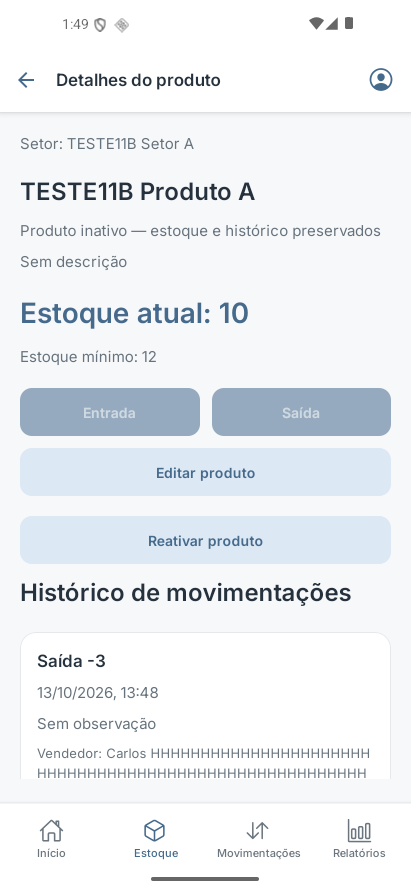 1:49
Detalhes do produto
Setor: TESTE11B Setor A
TESTE11B Produto A
Produto inativo — estoque e histórico preservados
Sem descrição
Estoque atual: 10
Estoque mínimo: 12
Entrada
Saída
Editar produto
Reativar produto
Histórico de movimentações
Saída -3
13/10/2026, 13:48
Sem observação
Vendedor: Carlos HHHHHHHHHHHHHHHHHHHHHH
HHHHHHHHHHHHHHHHHHHHHHHHHHHHHHHHH
Início
Estoque
Movimentações
Relatórios